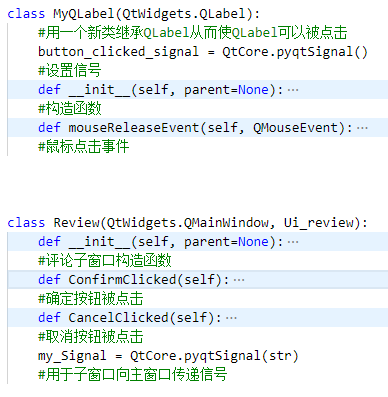 class MyQLabel(QtWidgets.QLabel):
#用一个新类继承QLabel从而使QLabel可以被点击
button_clicked_signal = QtCore.pyqtSignal()
#设置信号
def __init__(self, parent=None):…
#构造函数
def mouseReleaseEvent(self, QMouseEvent):…
#鼠标点击事件
class Review(QtWidgets.QMainWindow, Ui_review):
def __init__(self, parent=None):…
#评论子窗口构造函数
def ConfirmClicked(self):…
#确定按钮被点击
def CancelClicked(self):…
#取消按钮被点击
my_Signal = QtCore.pyqtSignal(str)
#用于子窗口向主窗口传递信号